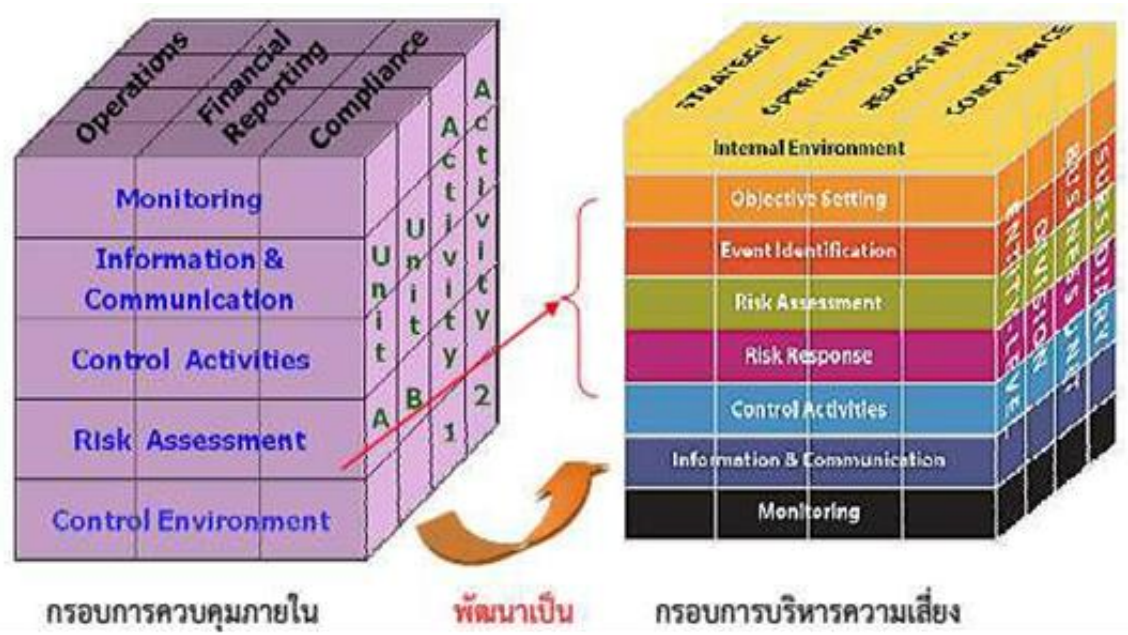 Operations
Financial
Reporting
Compliance
Monitoring
Information &
Communication
Control Activities
Risk Assessment
Control Environment
Unit A
Unit B
Activity 1
Activity 2
STRATEGIC
OPERATIONS
REPORTING
COMPLIANCE
Internal Environment
Objective Setting
Event Identification
Risk Assessment
Risk Response
Control Activities
Information & Communication
Monitoring
ENTITY-LEVEL
DIVISION
BUSINESS UNIT
SUBSIDIARY
กรอบการควบคุมภายใน
พัฒนาเป็น
กรอบการบริหารความเสี่ยง